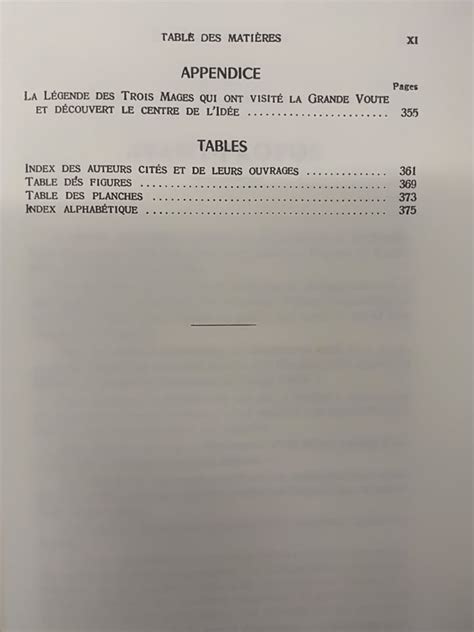 TABLE DES MATIÈRES XI
APPENDICE
Pages
LA LÉGENDE DES TROIS MAGES QUI ONT VISITÉ LA GRANDE VOUTE
ET DÉCOUVERT LE CENTRE DE L'IDÉE .................... 355
TABLES
INDEX DES AUTEURS CITÉS ET DE LEURS OUVRAGES .............. 361
TABLE DES FIGURES .................................... 369
TABLE DES PLANCHES .................................. 373
INDEX ALPHABÉTIQUE .................................. 375